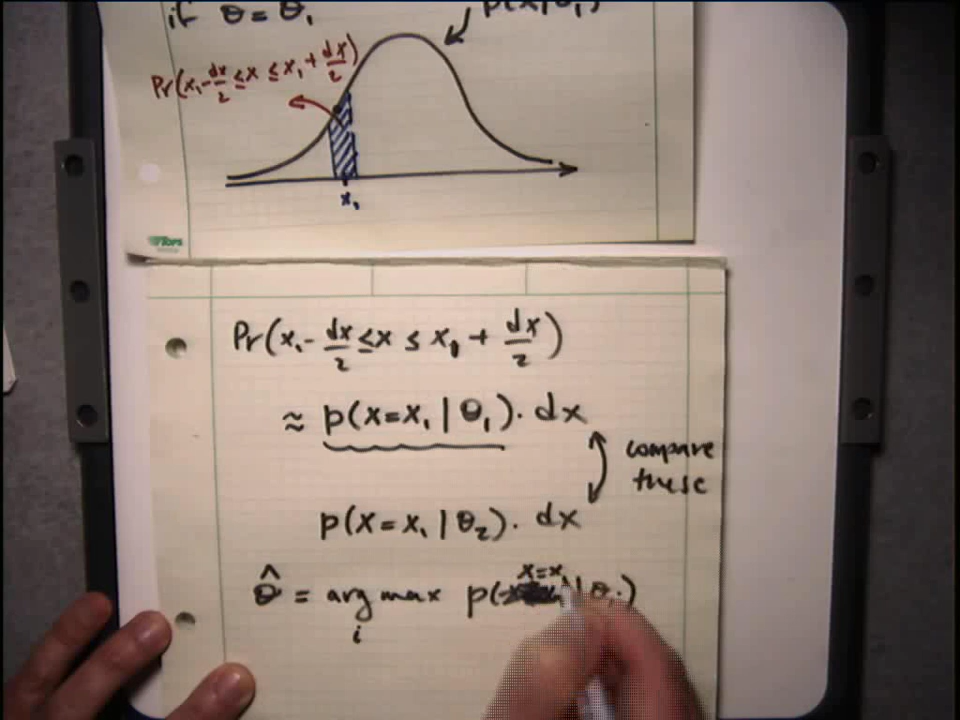 if θ = θ₁
p(x|θ₁)
Pr(x₁ - dx/2 ≤ x ≤ x₁ + dx/2)
x₁
TOPS
Pr(x₁ - dx/2 ≤ x ≤ x₁ + dx/2)
≈ p(x=x₁ | θ₁) · dx
compare
these
p(x=x₁ | θ₂) · dx
θ̂ = arg max p( | θᵢ)
x=x
i